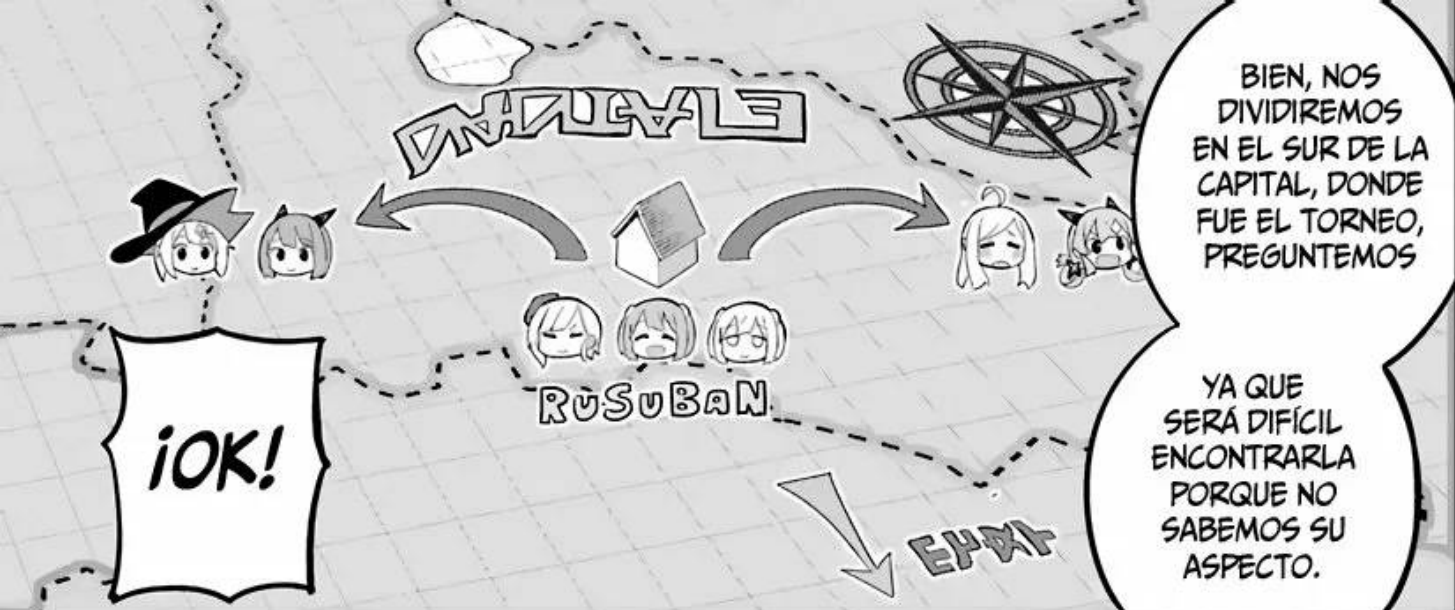 BIEN, NOS
DIVIDIREMOS
EN EL SUR DE LA
CAPITAL, DONDE
FUE EL TORNEO,
PREGUNTEMOS
YA QUE
SERÁ DIFÍCIL
ENCONTRARLA
PORQUE NO
SABEMOS SU
ASPECTO.
RUSUBAN
¡OK!